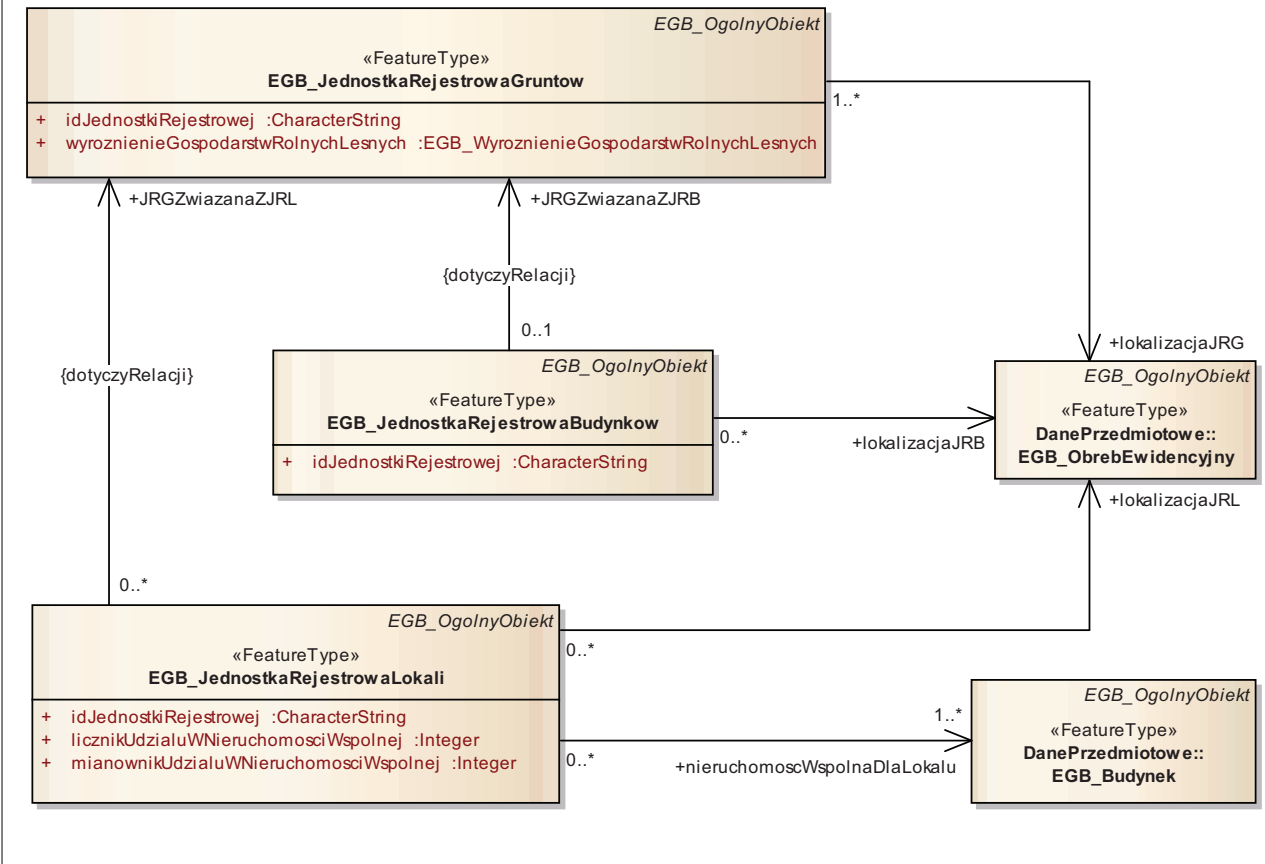 EGB_OgolnyObiekt
«FeatureType»
EGB_JednostkaRejestrowaGruntow
+ idJednostkiRejestrowej :CharacterString
+ wyroznienieGospodarstwRolnychLesnych :EGB_WyroznienieGospodarstwRolnychLesnych
1..*
+JRGZwiazanaZJRL
+JRGZwiazanaZJRB
{dotyczyRelacji}
0..1
+lokalizacjaJRG
{dotyczyRelacji}
EGB_OgolnyObiekt
«FeatureType»
EGB_JednostkaRejestrowaBudynkow
+ idJednostkiRejestrowej :CharacterString
0..*
+lokalizacjaJRB
EGB_OgolnyObiekt
«FeatureType»
DanePrzedmiotowe::
EGB_ObrebEwidencyjny
+lokalizacjaJRL
0..*
EGB_OgolnyObiekt
«FeatureType»
EGB_JednostkaRejestrowaLokali
+ idJednostkiRejestrowej :CharacterString
+ licznikUdzialuWNieruchomosciWspolnej :Integer
+ mianownikUdzialuWNieruchomosciWspolnej :Integer
0..*
0..*
1..*
+nieruchomoscWspolnaDlaLokalu
EGB_OgolnyObiekt
«FeatureType»
DanePrzedmiotowe::
EGB_Budynek